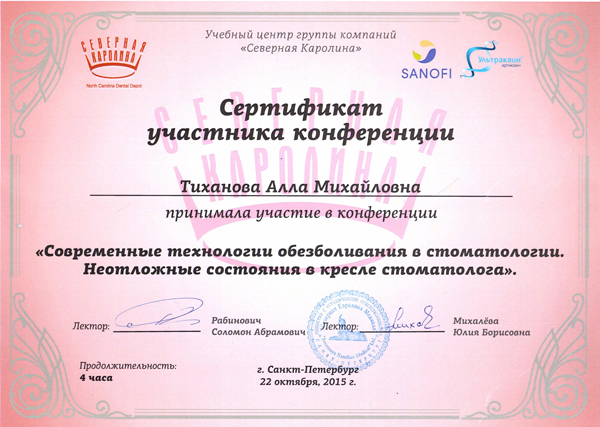 Учебный центр группы компаний
«Северная Каролина»
СЕВЕРНАЯ
КАРОЛИНА
North Carolina Dental Depot
SANOFI
Ультракаин
артикаин
СЕВЕРНАЯ
КАРОЛИНА
Сертификат
участника конференции
Тиханова Алла Михайловна
принимала участие в конференции
«Современные технологии обезболивания в стоматологии.
Неотложные состояния в кресле стоматолога».
Лектор:
Рабинович
Соломон Абрамович
Лектор:
Михалёва
Юлия Борисовна
Продолжительность:
4 часа
г. Санкт-Петербург
22 октября, 2015 г.